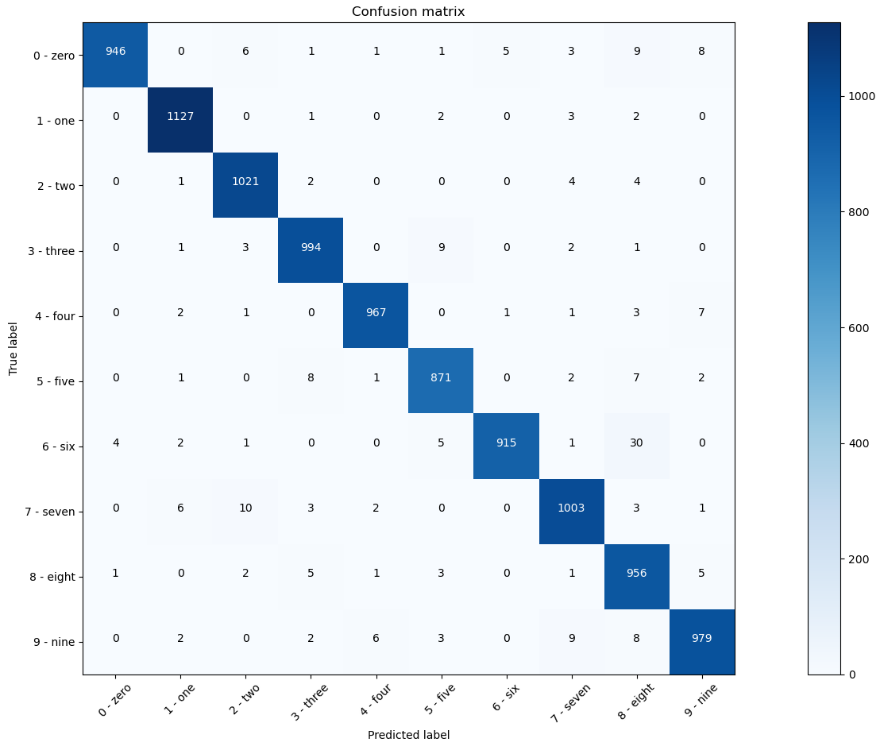 Confusion matrix
0 - zero 946 0 6 1 1 1 5 3 9 8
1 - one 0 1127 0 1 0 2 0 3 2 0
2 - two 0 1 1021 2 0 0 0 4 4 0
3 - three 0 1 3 994 0 9 0 2 1 0
4 - four 0 2 1 0 967 0 1 1 3 7
5 - five 0 1 0 8 1 871 0 2 7 2
6 - six 4 2 1 0 0 5 915 1 30 0
7 - seven 0 6 10 3 2 0 0 1003 3 1
8 - eight 1 0 2 5 1 3 0 1 956 5
9 - nine 0 2 0 2 6 3 0 9 8 979
0 - zero 1 - one 2 - two 3 - three 4 - four 5 - five 6 - six 7 - seven 8 - eight 9 - nine
Predicted label
True label
1000
800
600
400
200
0